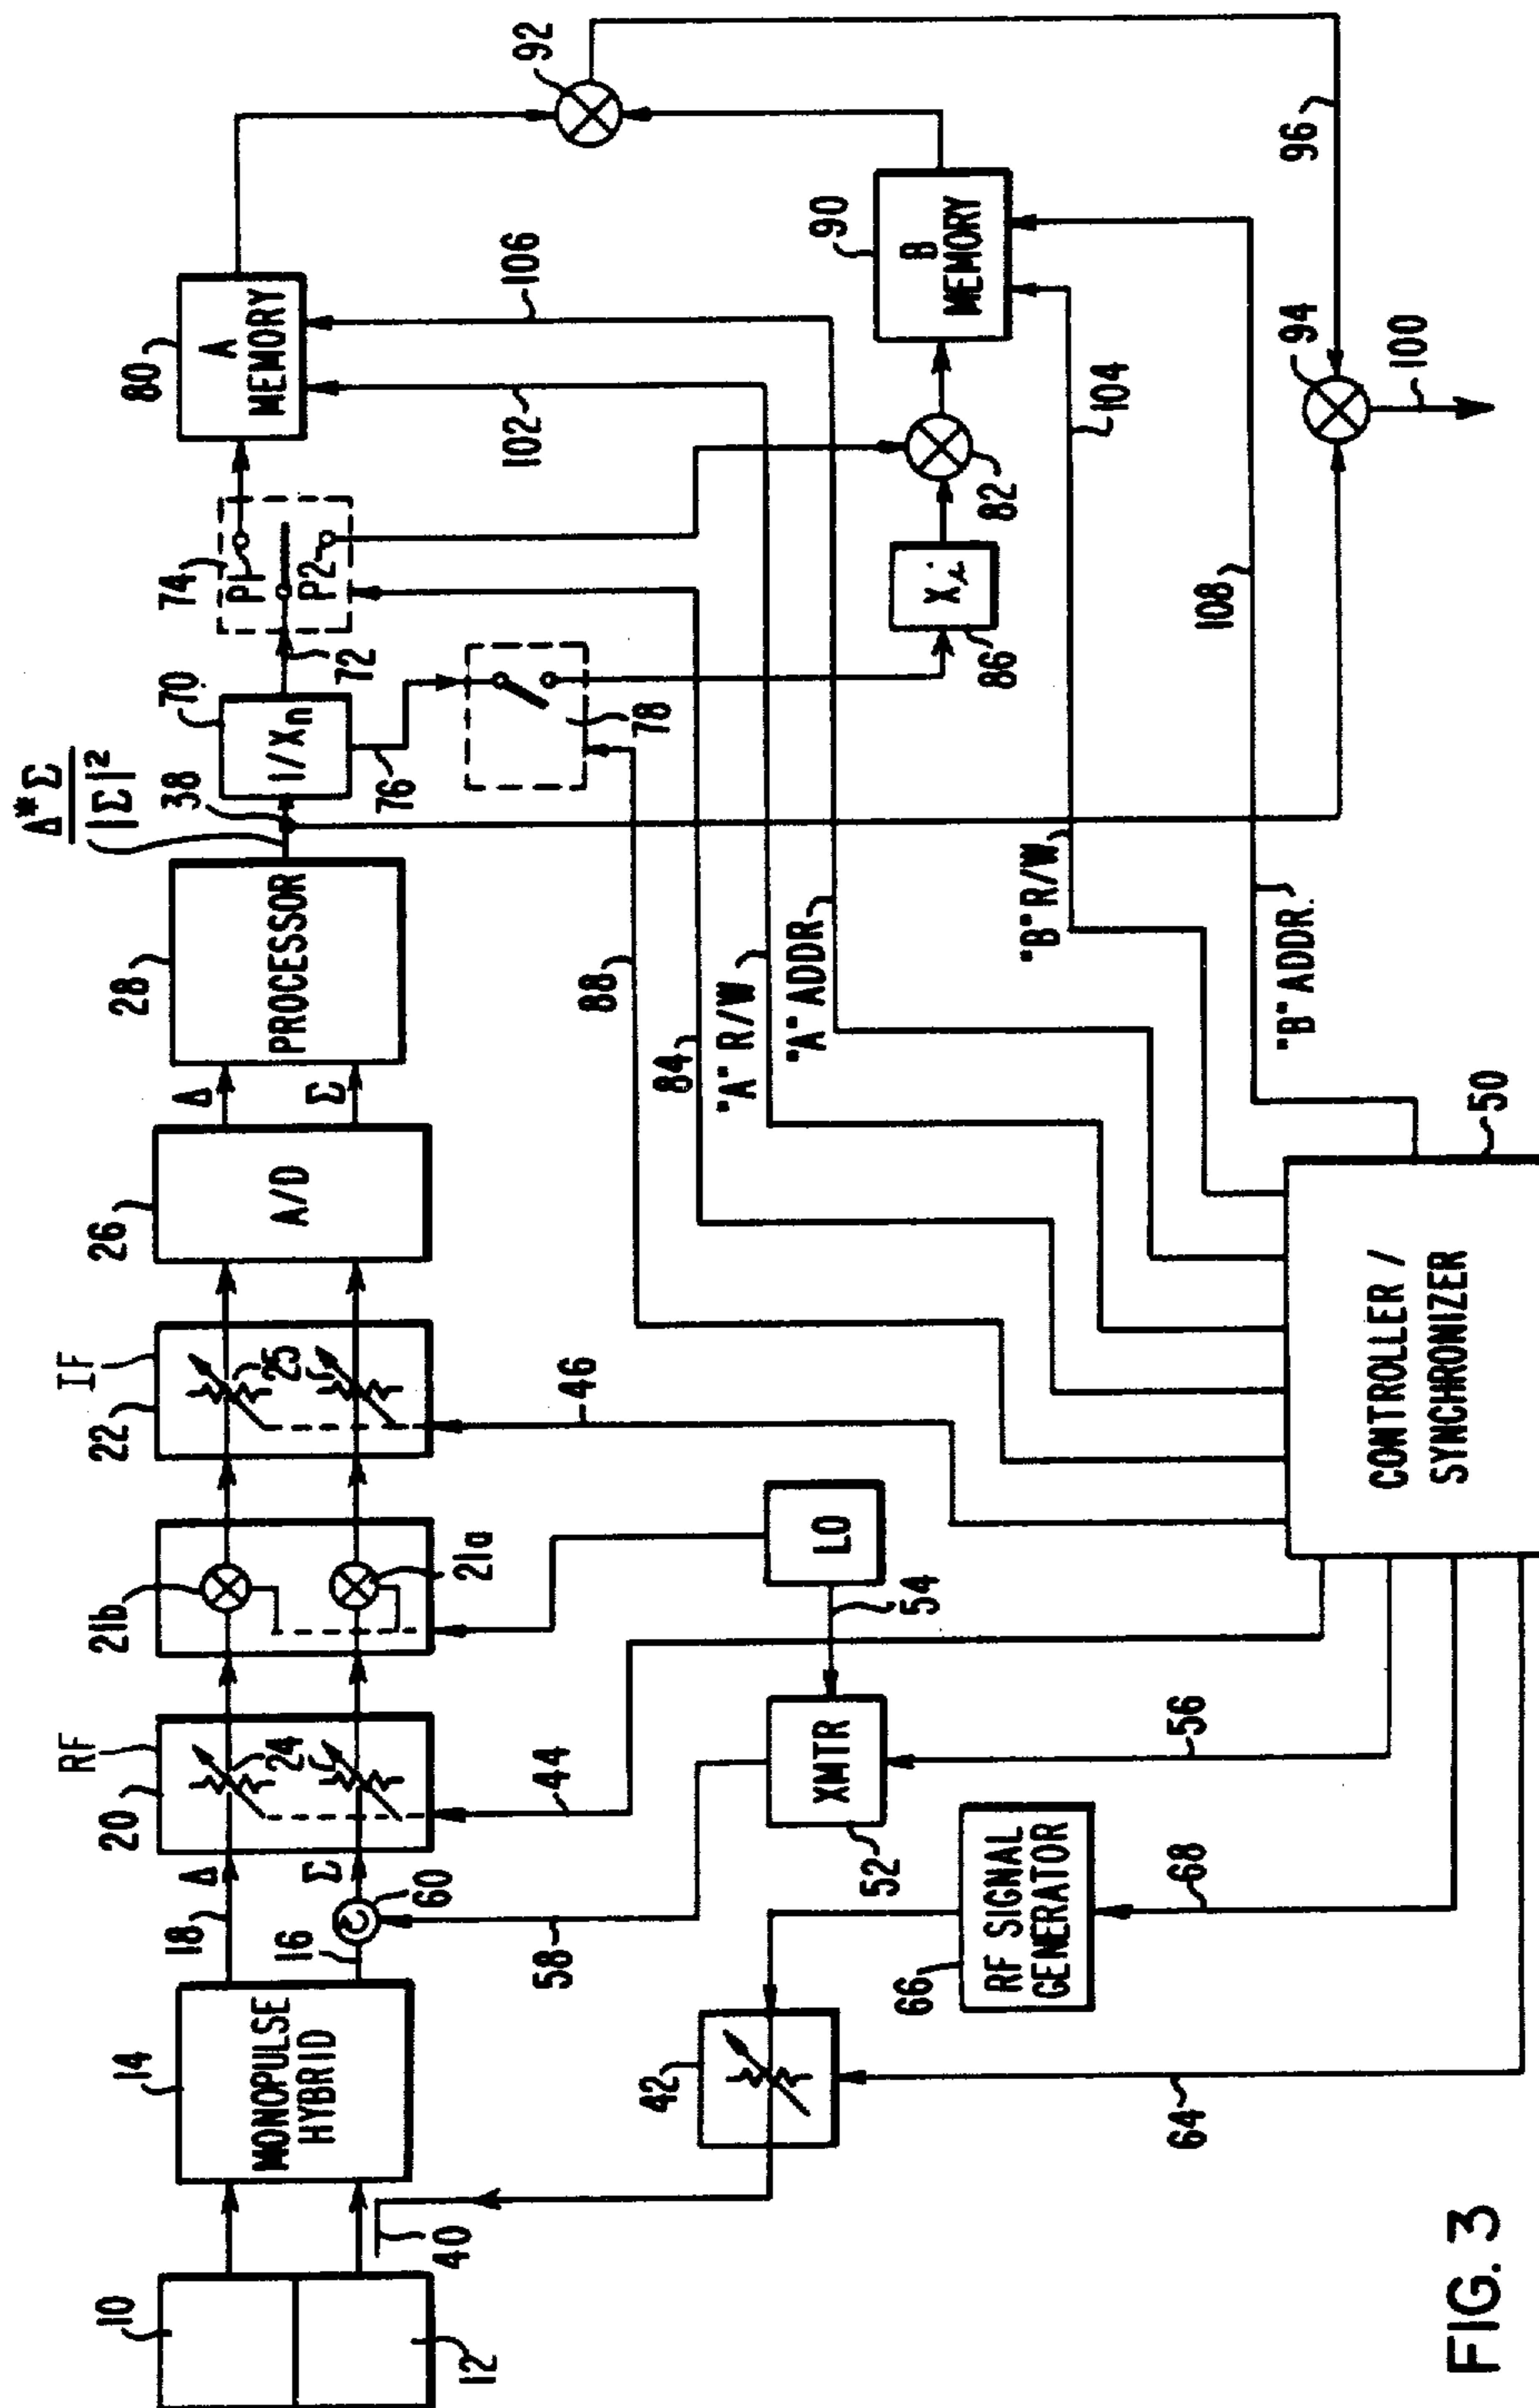 10
12
14
MONOPULSE
HYBRID
18
Δ
16
Σ
60
20
RF
24
21b
21a
22
IF
25
26
A/D
Δ
Σ
28
PROCESSOR
Δ*Σ
|Σ|²
38
70
1/Xn
72
74
P1
P2
76
78
80
A
MEMORY
102
106
92
40
42
58
44
46
LO
54
XMTR
52
56
66
RF SIGNAL
GENERATOR
68
64
88
84
"A" R/W
"A" ADDR
"B" R/W
"B" ADDR.
108
104
86
Xi
82
90
B
MEMORY
96
94
100
50
CONTROLLER /
SYNCHRONIZER
FIG. 3